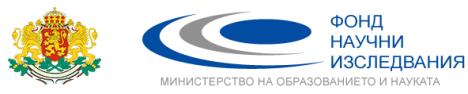 ФОНД
НАУЧНИ
ИЗСЛЕДВАНИЯ
МИНИСТЕРСТВО НА ОБРАЗОВАНИЕТО И НАУКАТА